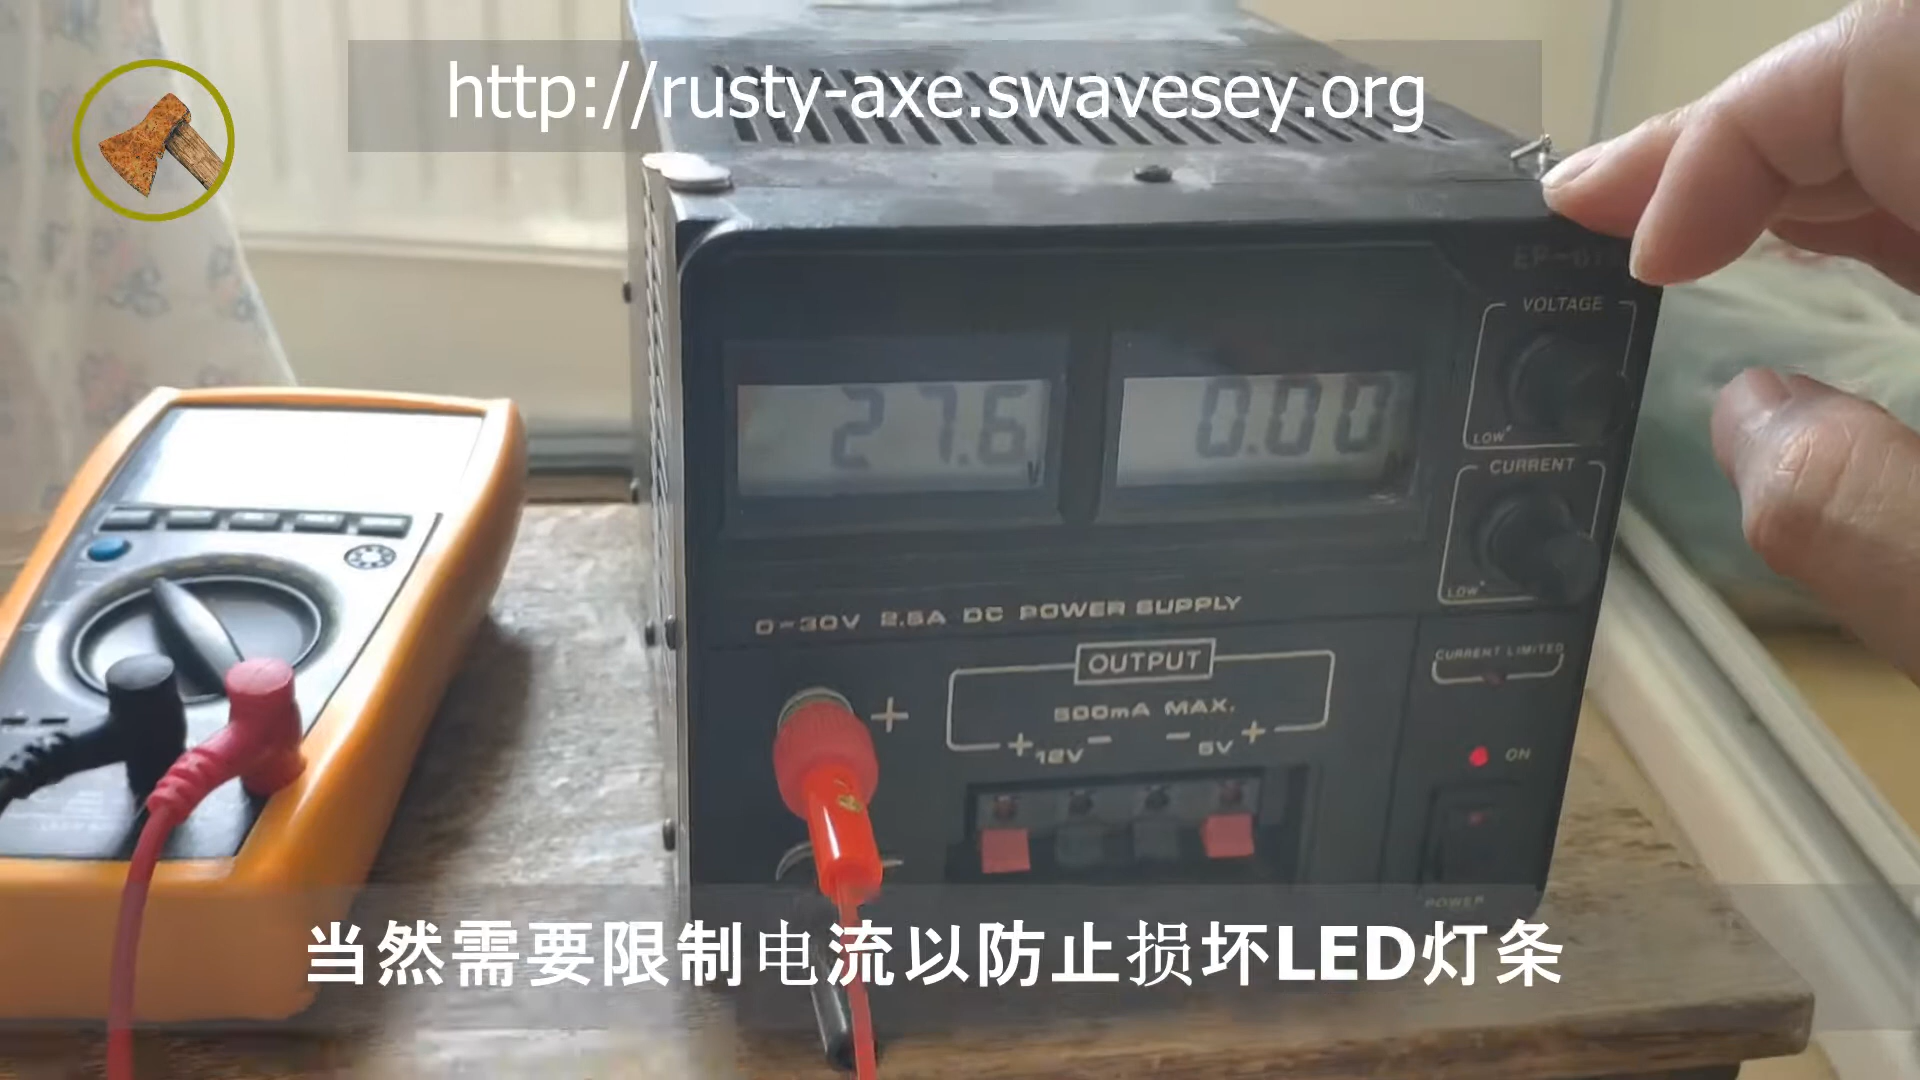 http://rusty-axe.swavesey.org
VOLTAGE
27.6
V
0.00
LOW
CURRENT
LOW
0-30V 2.5A DC POWER SUPPLY
OUTPUT
CURRENT LIMITED
500mA MAX.
+
+ 12V −
− 5V +
ON
POWER
当然需要限制电流以防止损坏LED灯条